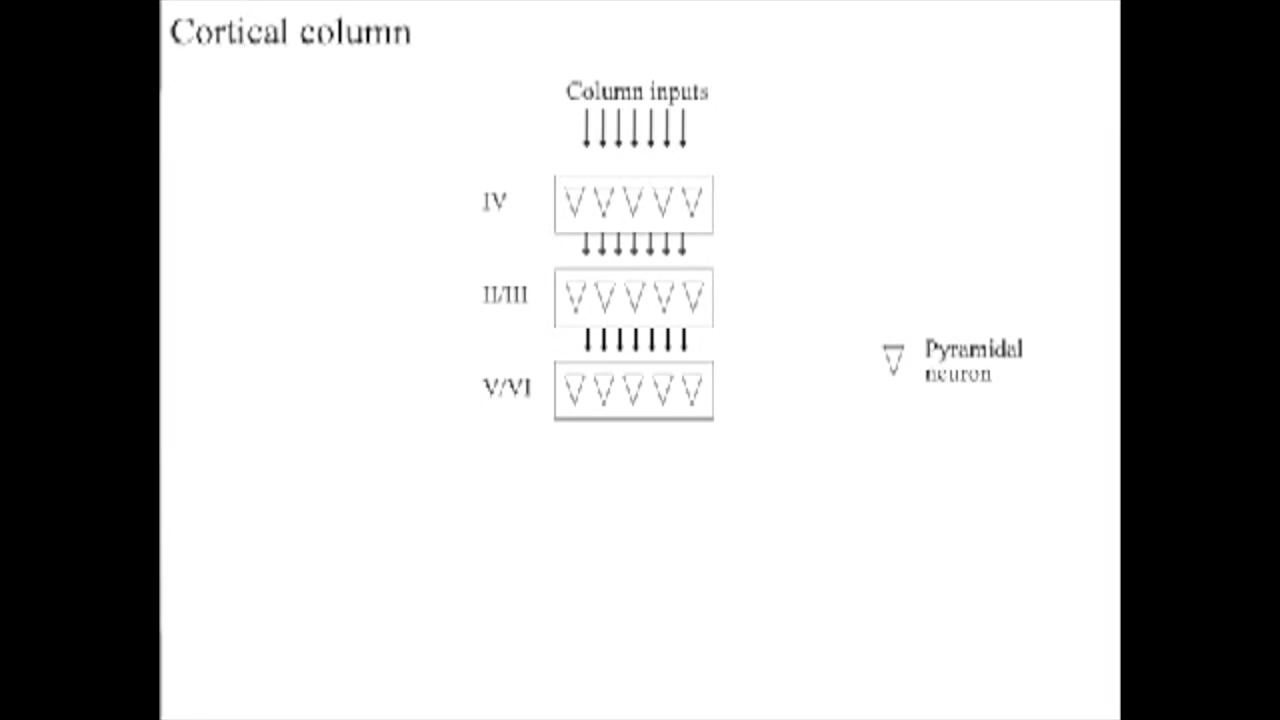 Cortical column
Column inputs
IV
II/III
V/VI
Pyramidal
neuron